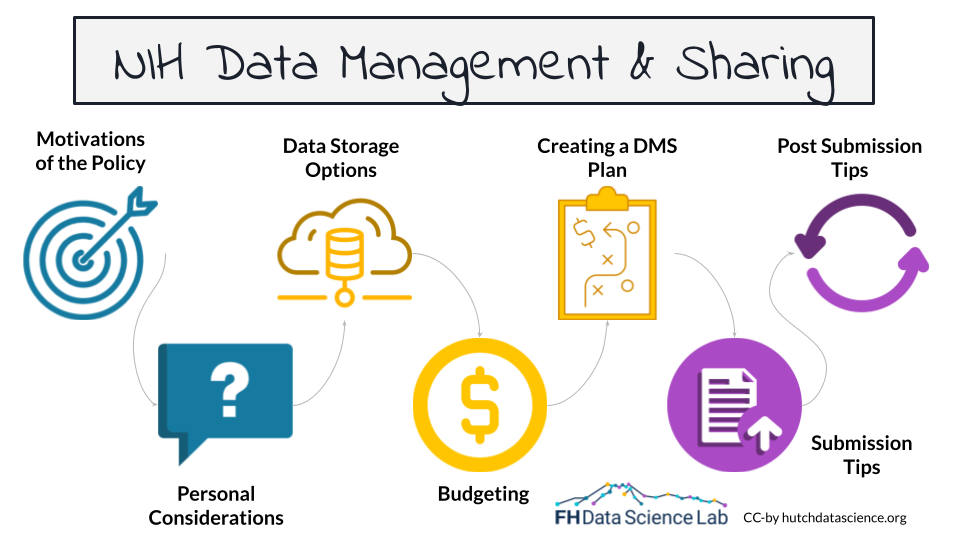 NIH Data Management & Sharing
Motivations
of the Policy
Personal
Considerations
Data Storage
Options
Budgeting
Creating a DMS
Plan
Submission
Tips
Post Submission
Tips
FH Data Science Lab
CC-by hutchdatascience.org